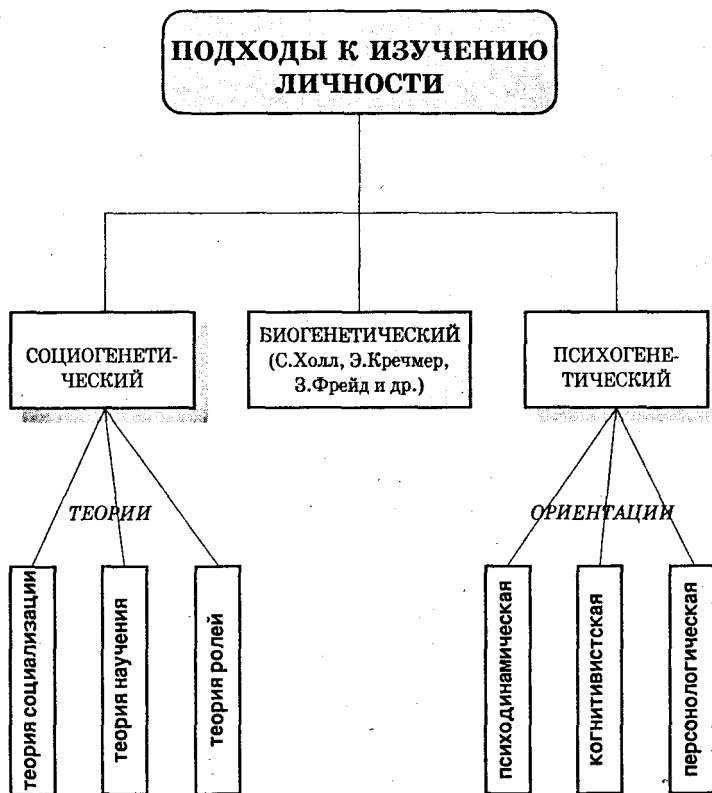 ПОДХОДЫ К ИЗУЧЕНИЮ
ЛИЧНОСТИ
СОЦИОГЕНЕТИ-
ЧЕСКИЙ
БИОГЕНЕТИЧЕСКИЙ
(С.Холл, Э.Кречмер,
З.Фрейд и др.)
ПСИХОГЕНЕ-
ТИЧЕСКИЙ
ТЕОРИИ
ОРИЕНТАЦИИ
теория социализации
теория научения
теория ролей
психодинамическая
когнитивистская
персонологическая